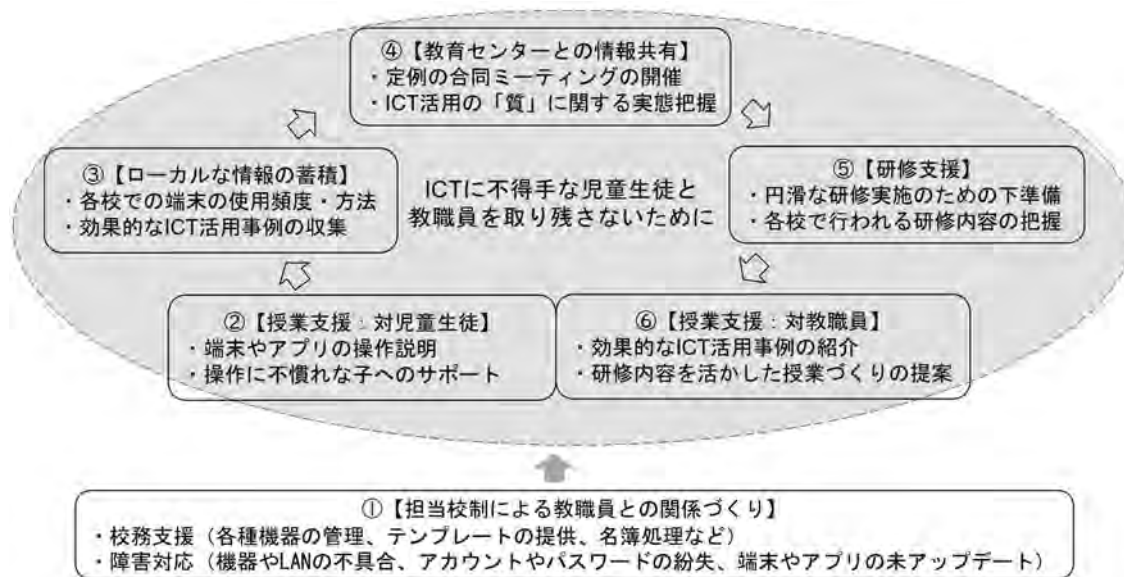 ④【教育センターとの情報共有】
・定例の合同ミーティングの開催
・ICT活用の「質」に関する実態把握
③【ローカルな情報の蓄積】
・各校での端末の使用頻度・方法
・効果的なICT活用事例の収集
ICTに不得手な児童生徒と
教職員を取り残さないために
⑤【研修支援】
・円滑な研修実施のための下準備
・各校で行われる研修内容の把握
②【授業支援：対児童生徒】
・端末やアプリの操作説明
・操作に不慣れな子へのサポート
⑥【授業支援：対教職員】
・効果的なICT活用事例の紹介
・研修内容を活かした授業づくりの提案
①【担当校制による教職員との関係づくり】
・校務支援（各種機器の管理、テンプレートの提供、名簿処理など）
・障害対応（機器やLANの不具合、アカウントやパスワードの紛失、端末やアプリの未アップデート）